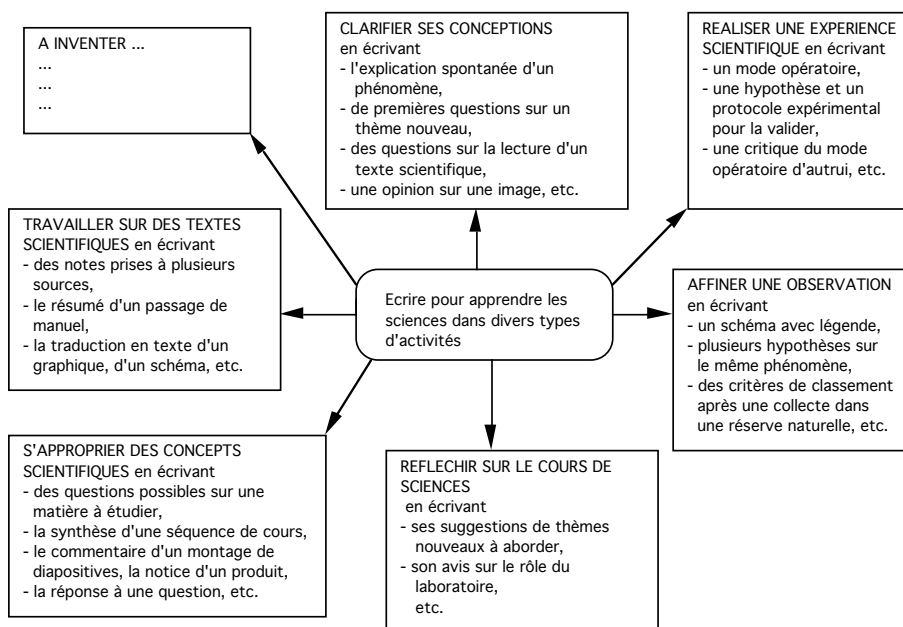 A INVENTER ...
...
...
...
CLARIFIER SES CONCEPTIONS
en écrivant
- l'explication spontanée d'un
phénomène,
- de premières questions sur un
thème nouveau,
- des questions sur la lecture d'un
texte scientifique,
- une opinion sur une image, etc.
REALISER UNE EXPERIENCE
SCIENTIFIQUE en écrivant
- un mode opératoire,
- une hypothèse et un
protocole expérimental
pour la valider,
- une critique du mode
opératoire d'autrui, etc.
TRAVAILLER SUR DES TEXTES
SCIENTIFIQUES en écrivant
- des notes prises à plusieurs
sources,
- le résumé d'un passage de
manuel,
- la traduction en texte d'un
graphique, d'un schéma, etc.
Ecrire pour apprendre les
sciences dans divers types
d'activités
AFFINER UNE OBSERVATION
en écrivant
- un schéma avec légende,
- plusieurs hypothèses sur
le même phénomène,
- des critères de classement
après une collecte dans
une réserve naturelle, etc.
S'APPROPRIER DES CONCEPTS
SCIENTIFIQUES en écrivant
- des questions possibles sur une
matière à étudier,
- la synthèse d'une séquence de cours,
- le commentaire d'un montage de
diapositives, la notice d'un produit,
- la réponse à une question, etc.
REFLECHIR SUR LE COURS DE
SCIENCES
en écrivant
- ses suggestions de thèmes
nouveaux à aborder,
- son avis sur le rôle du
laboratoire,
etc.